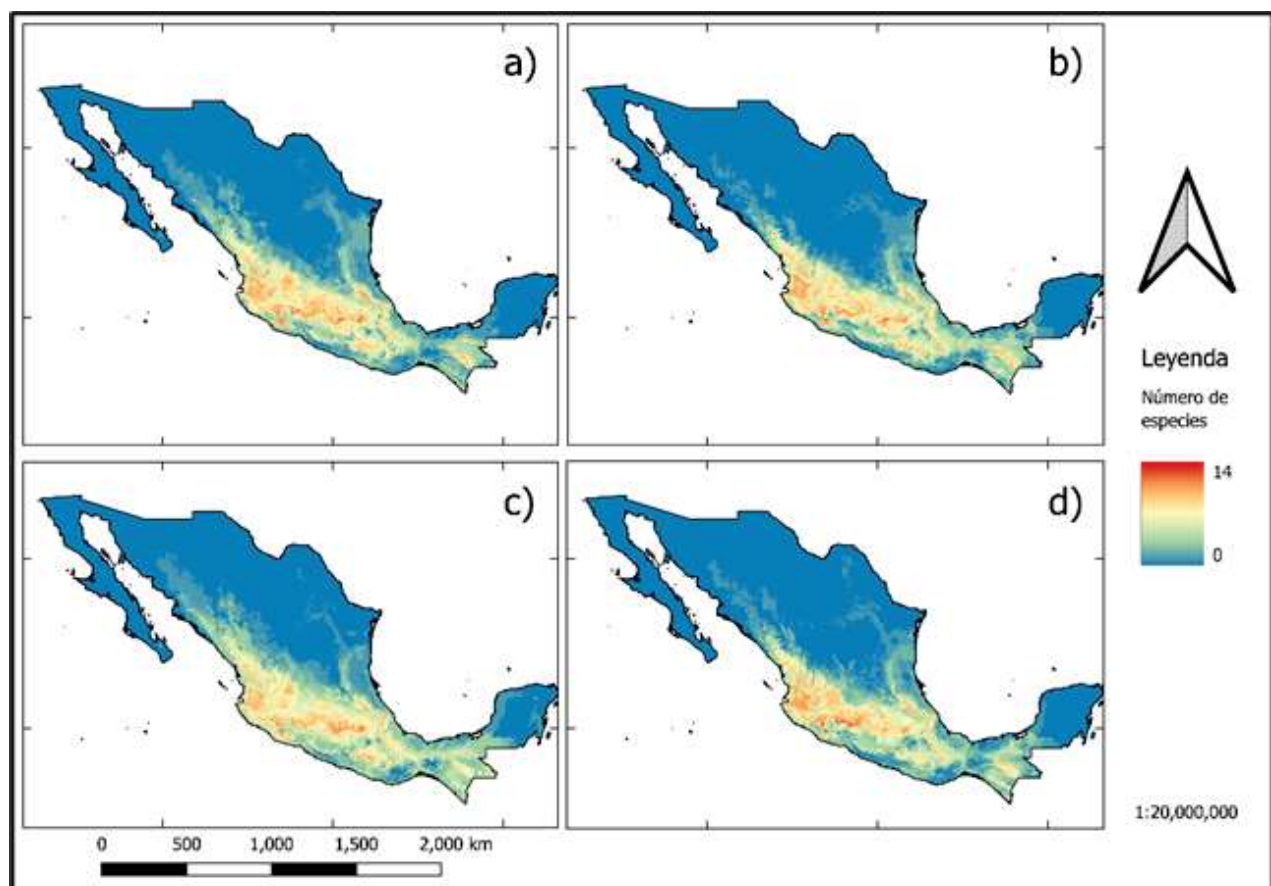 a)
b)
c)
d)
Leyenda
Número de
especies
14
0
1:20,000,000
0 500 1,000 1,500 2,000 km